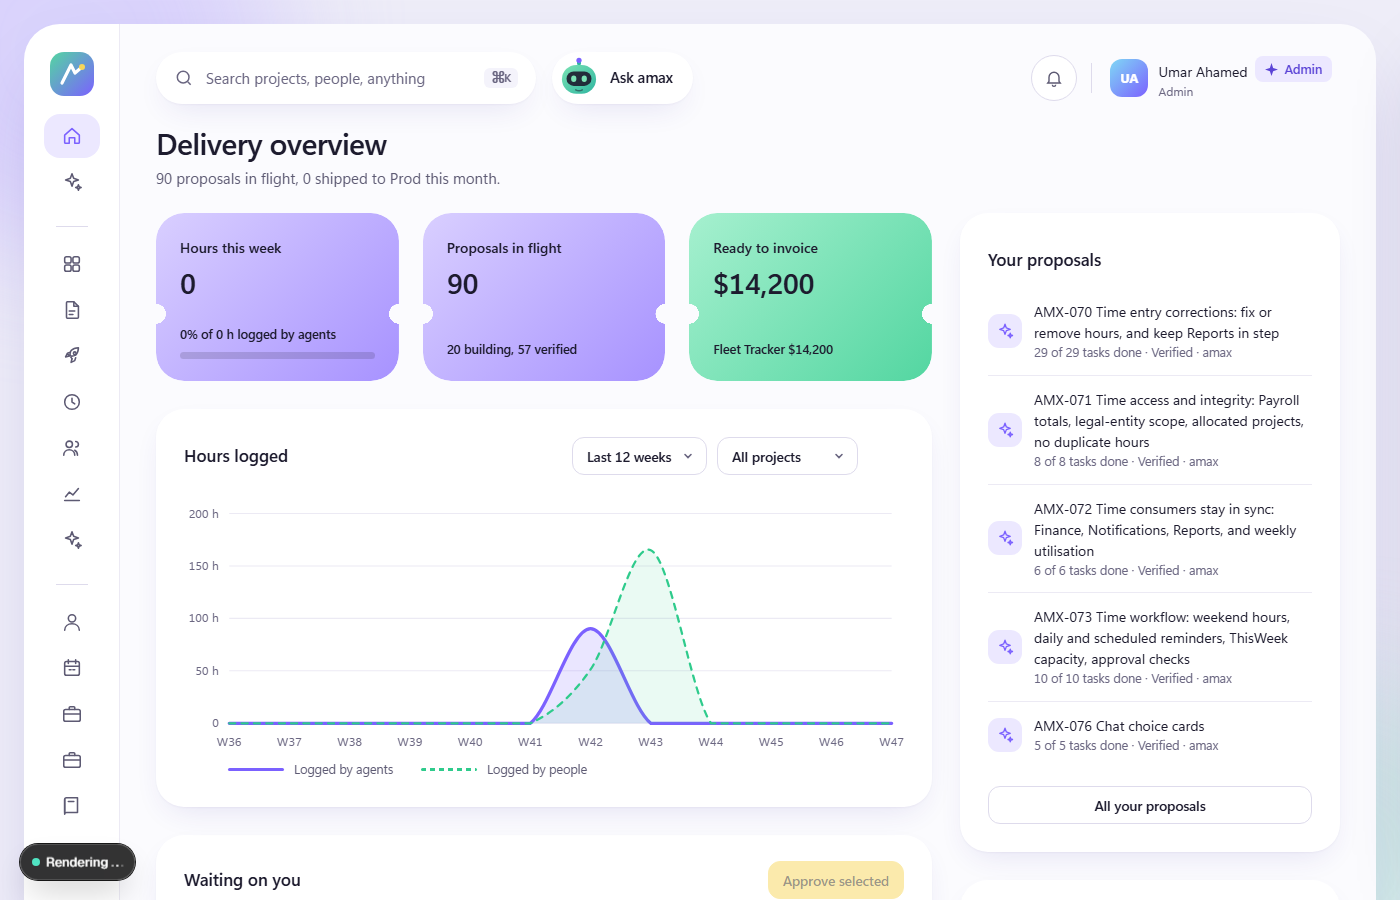 Search projects, people, anything
⌘K
Ask amax
UA
Umar Ahamed
Admin
Admin
Delivery overview
90 proposals in flight, 0 shipped to Prod this month.
Hours this week
0
0% of 0 h logged by agents
Proposals in flight
90
20 building, 57 verified
Ready to invoice
$14,200
Fleet Tracker $14,200
Hours logged
Last 12 weeks
All projects
200 h
150 h
100 h
50 h
0
W36
W37
W38
W39
W40
W41
W42
W43
W44
W45
W46
W47
Logged by agents
Logged by people
Your proposals
AMX-070 Time entry corrections: fix or
remove hours, and keep Reports in step
29 of 29 tasks done · Verified · amax
AMX-071 Time access and integrity: Payroll
totals, legal-entity scope, allocated projects,
no duplicate hours
8 of 8 tasks done · Verified · amax
AMX-072 Time consumers stay in sync:
Finance, Notifications, Reports, and weekly
utilisation
6 of 6 tasks done · Verified · amax
AMX-073 Time workflow: weekend hours,
daily and scheduled reminders, ThisWeek
capacity, approval checks
10 of 10 tasks done · Verified · amax
AMX-076 Chat choice cards
5 of 5 tasks done · Verified · amax
All your proposals
Rendering ...
Waiting on you
Approve selected